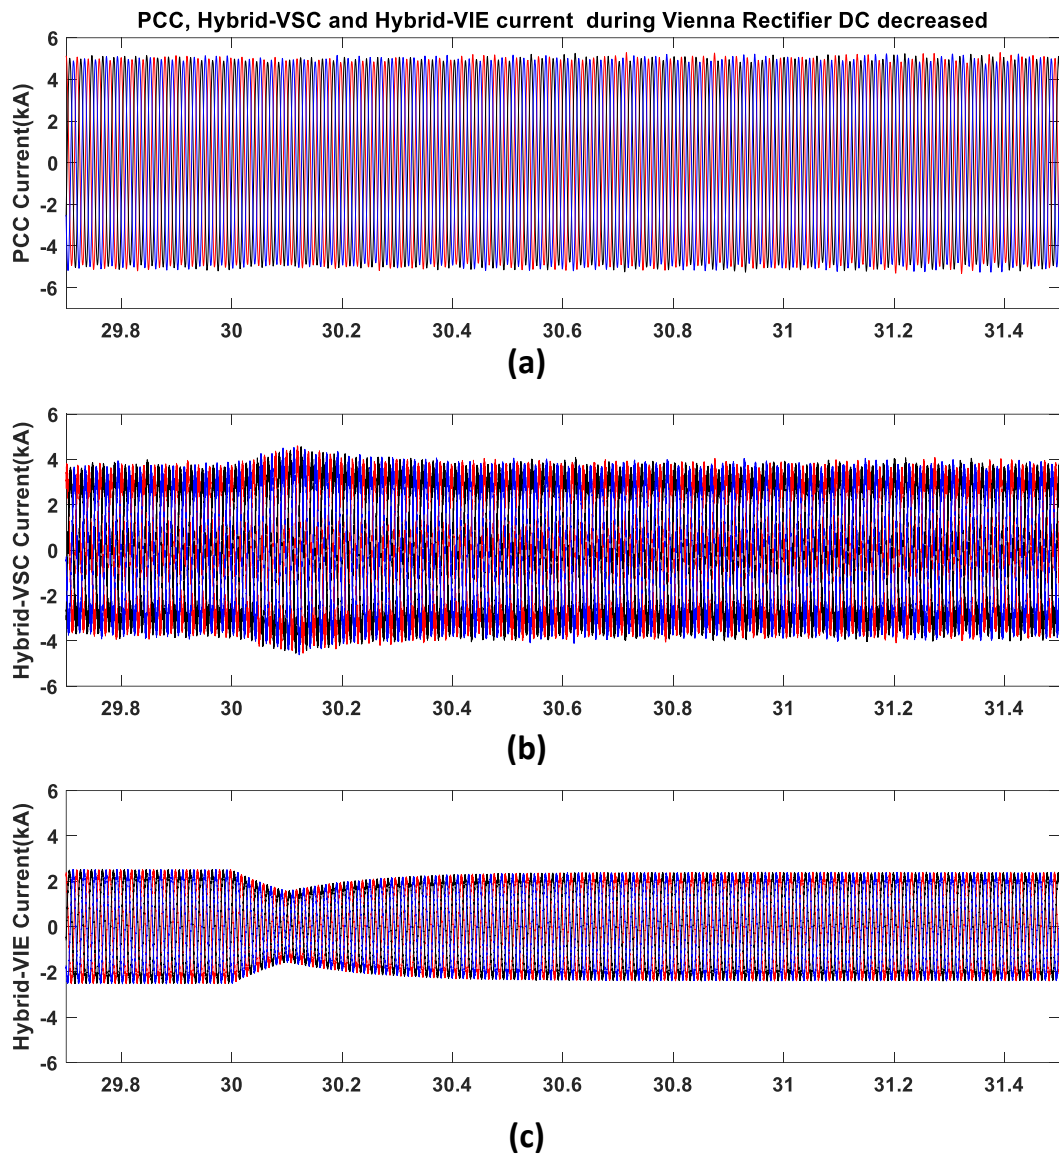 PCC, Hybrid-VSC and Hybrid-VIE current during Vienna Rectifier DC decreased
PCC Current(kA)
6
4
2
0
-2
-4
-6
29.8 30 30.2 30.4 30.6 30.8 31 31.2 31.4
(a)
Hybrid-VSC Current(kA)
6
4
2
0
-2
-4
-6
29.8 30 30.2 30.4 30.6 30.8 31 31.2 31.4
(b)
Hybrid-VIE Current(kA)
6
4
2
0
-2
-4
-6
29.8 30 30.2 30.4 30.6 30.8 31 31.2 31.4
(c)